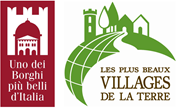 Uno dei
Borghi
più belli
d'Italia
LES PLUS BEAUX
VILLAGES
DE LA TERRE